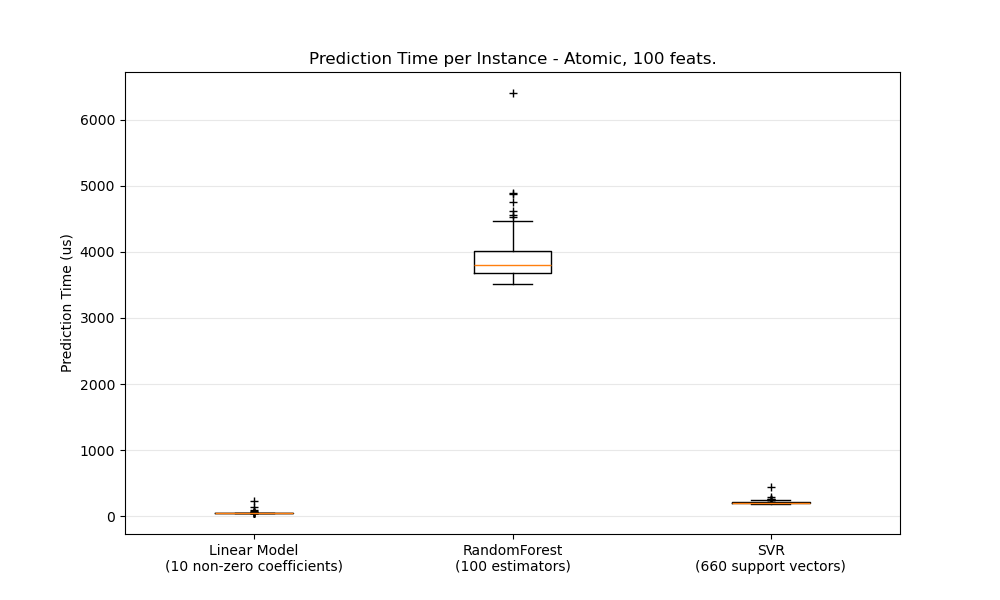 Prediction Time per Instance - Atomic, 100 feats.
Prediction Time (us)
6000
5000
4000
3000
2000
1000
0
Linear Model
(10 non-zero coefficients)
RandomForest
(100 estimators)
SVR
(660 support vectors)